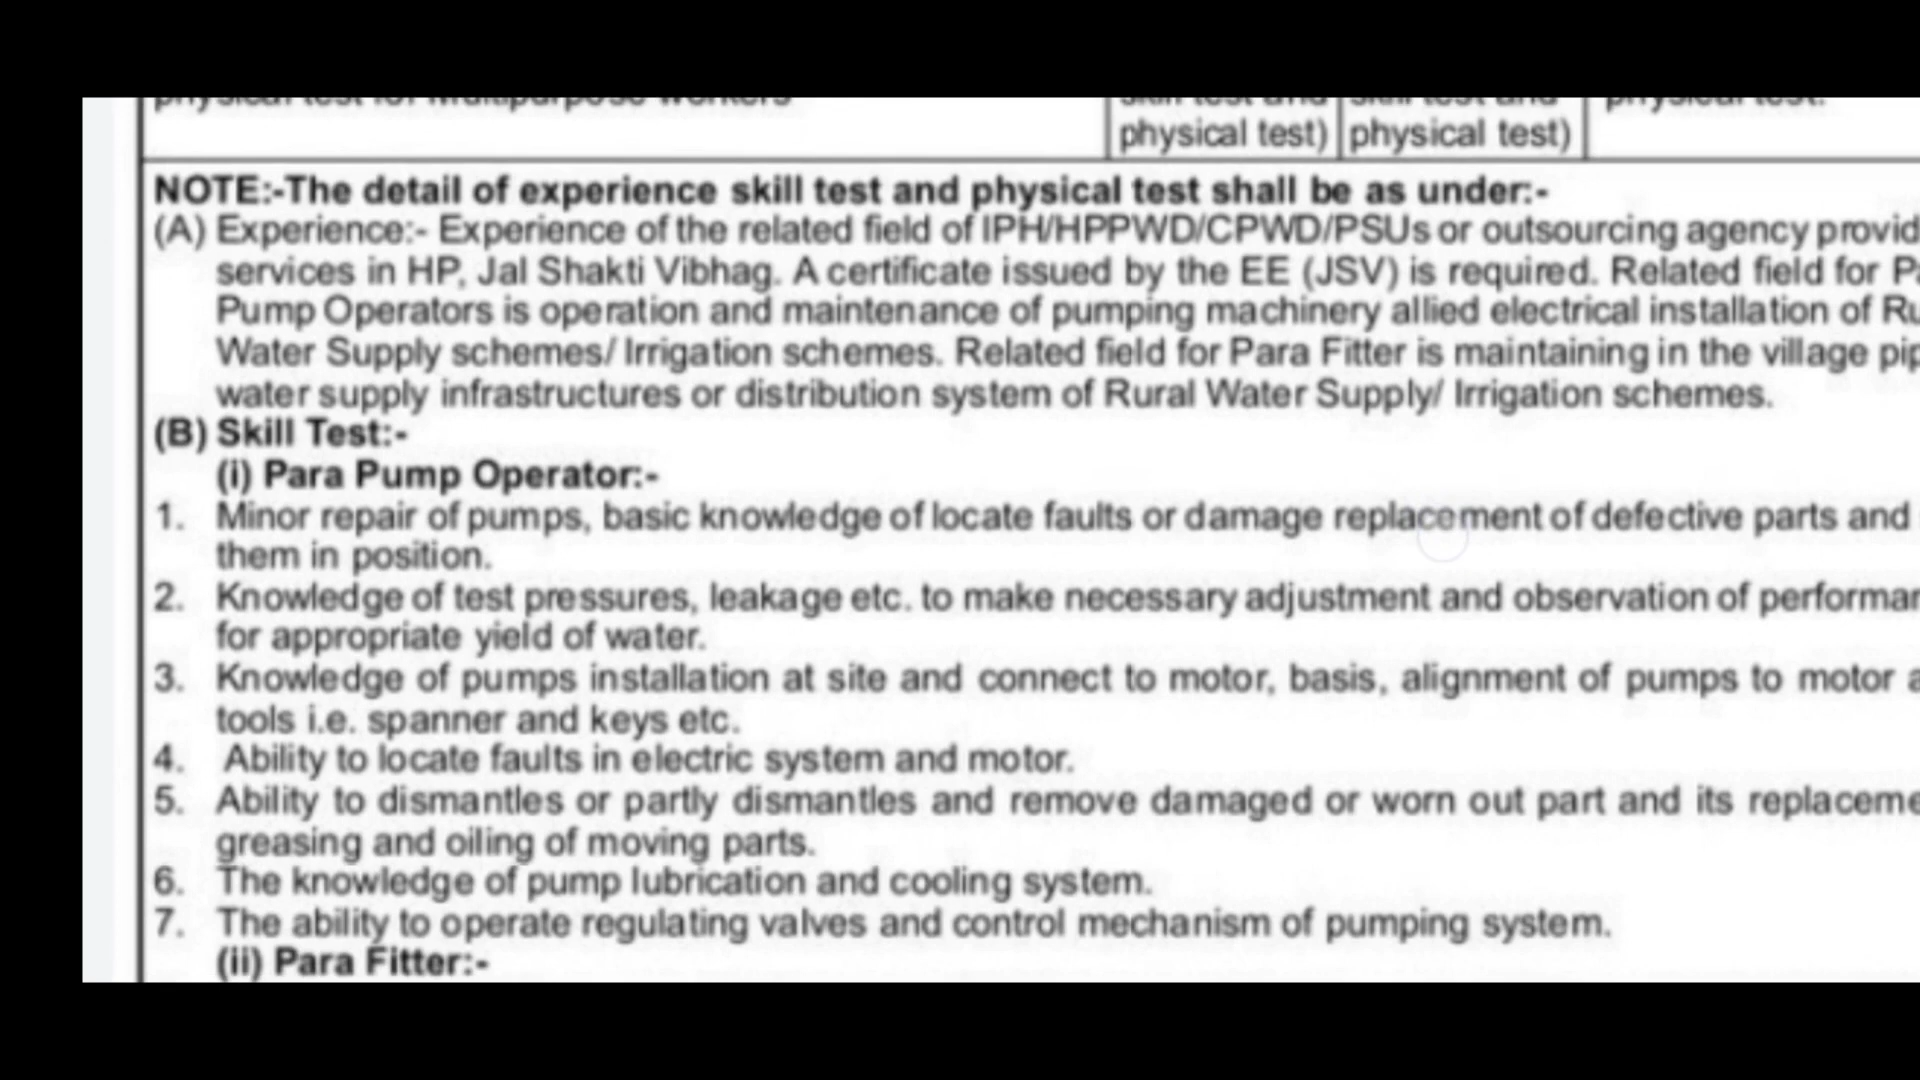 physical test for Multipurpose workers skill test and skill test and physical test.
physical test) physical test)
NOTE:-The detail of experience skill test and physical test shall be as under:-
(A) Experience:- Experience of the related field of IPH/HPPWD/CPWD/PSUs or outsourcing agency provid
services in HP, Jal Shakti Vibhag. A certificate issued by the EE (JSV) is required. Related field for P
Pump Operators is operation and maintenance of pumping machinery allied electrical installation of Ru
Water Supply schemes/ Irrigation schemes. Related field for Para Fitter is maintaining in the village pip
water supply infrastructures or distribution system of Rural Water Supply/ Irrigation schemes.
(B) Skill Test:-
(i) Para Pump Operator:-
1. Minor repair of pumps, basic knowledge of locate faults or damage replacement of defective parts and
them in position.
2. Knowledge of test pressures, leakage etc. to make necessary adjustment and observation of performan
for appropriate yield of water.
3. Knowledge of pumps installation at site and connect to motor, basis, alignment of pumps to motor a
tools i.e. spanner and keys etc.
4. Ability to locate faults in electric system and motor.
5. Ability to dismantles or partly dismantles and remove damaged or worn out part and its replaceme
greasing and oiling of moving parts.
6. The knowledge of pump lubrication and cooling system.
7. The ability to operate regulating valves and control mechanism of pumping system.
(ii) Para Fitter:-